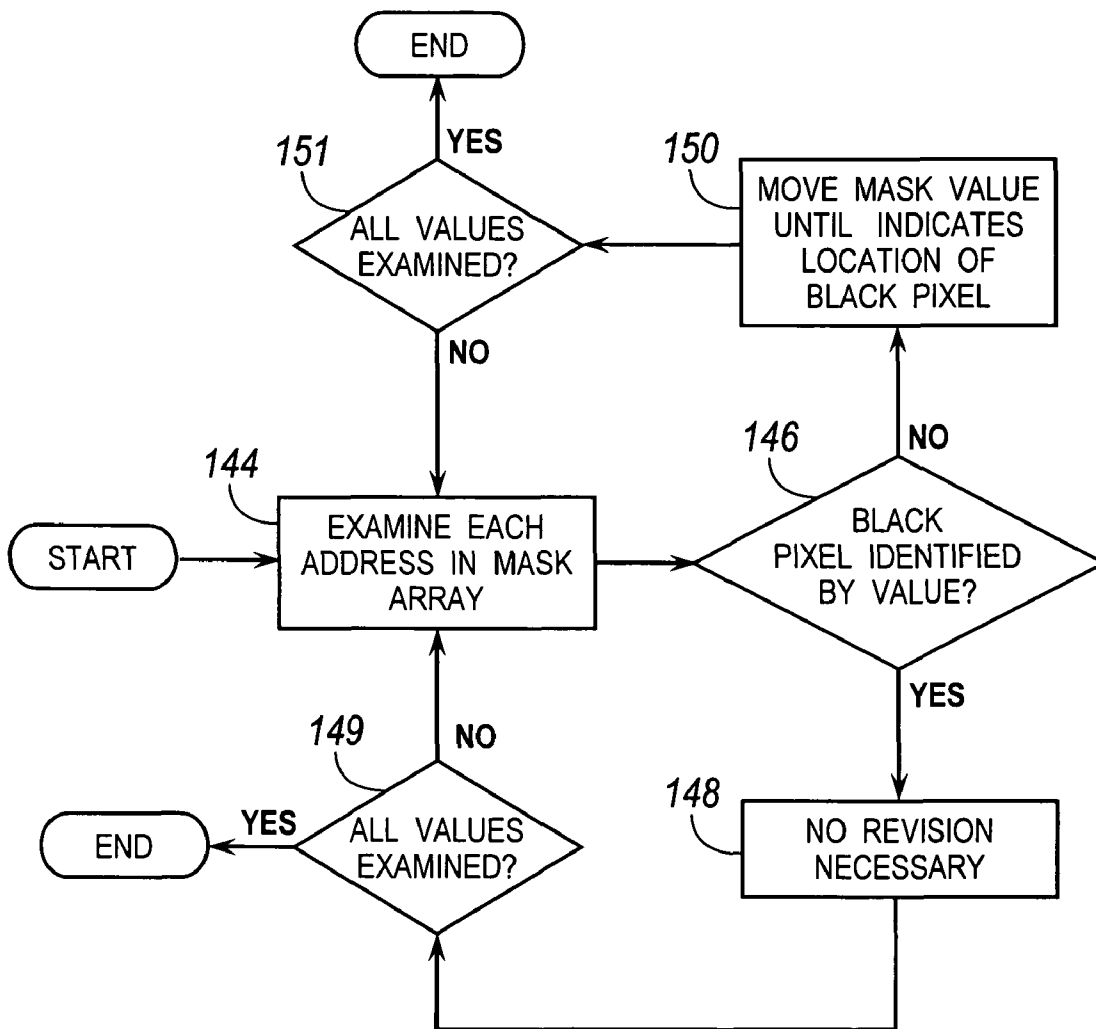 END
YES
151
ALL VALUES
EXAMINED?
NO
150
MOVE MASK VALUE
UNTIL INDICATES
LOCATION OF
BLACK PIXEL
144
START
EXAMINE EACH
ADDRESS IN MASK
ARRAY
146
NO
BLACK
PIXEL IDENTIFIED
BY VALUE?
YES
149
NO
YES
END
ALL VALUES
EXAMINED?
148
NO REVISION
NECESSARY